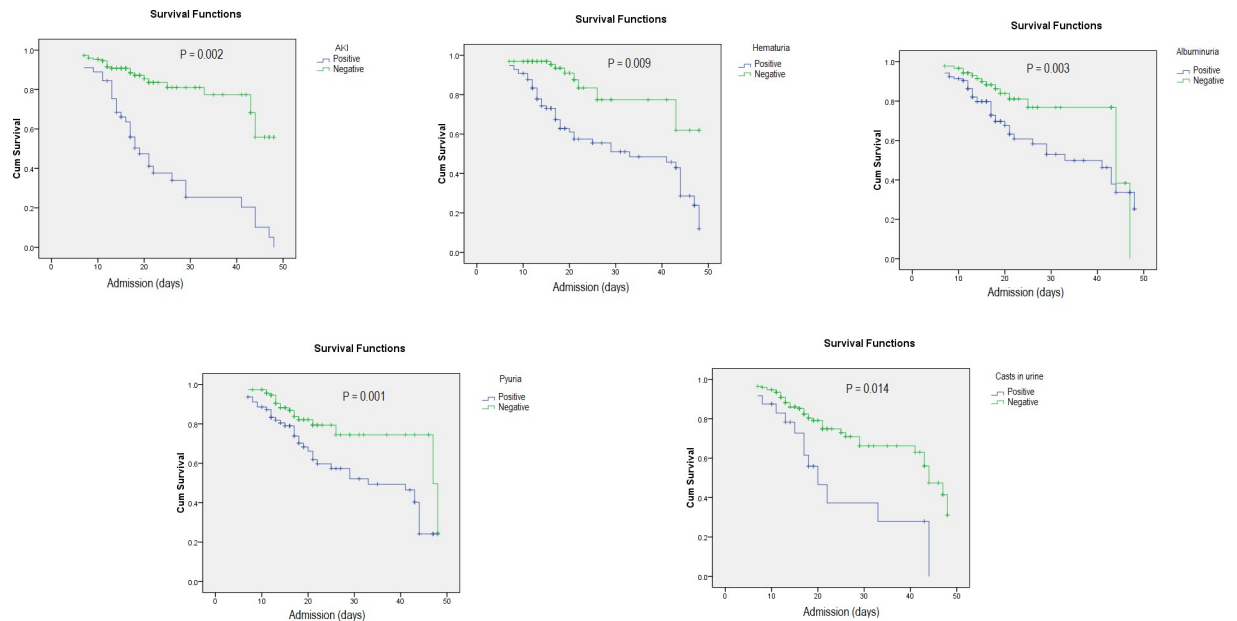 Survival Functions
P = 0.002
AKI
Positive
Negative
1.0
0.8
0.6
0.4
0.2
0.0
Cum Survival
0 10 20 30 40 50
Admission (days)
Survival Functions
P = 0.009
Hematuria
Positive
Negative
1.0
0.8
0.6
0.4
0.2
0.0
Cum Survival
0 10 20 30 40 50
Admission (days)
Survival Functions
P = 0.003
Albuminuria
Positive
Negative
1.0
0.8
0.6
0.4
0.2
0.0
Cum Survival
0 10 20 30 40 50
Admission (days)
Survival Functions
P = 0.001
Pyuria
Positive
Negative
1.0
0.8
0.6
0.4
0.2
0.0
Cum Survival
0 10 20 30 40 50
Admission (days)
Survival Functions
P = 0.014
Casts in urine
Positive
Negative
1.0
0.8
0.6
0.4
0.2
0.0
Cum Survival
0 10 20 30 40 50
Admission (days)